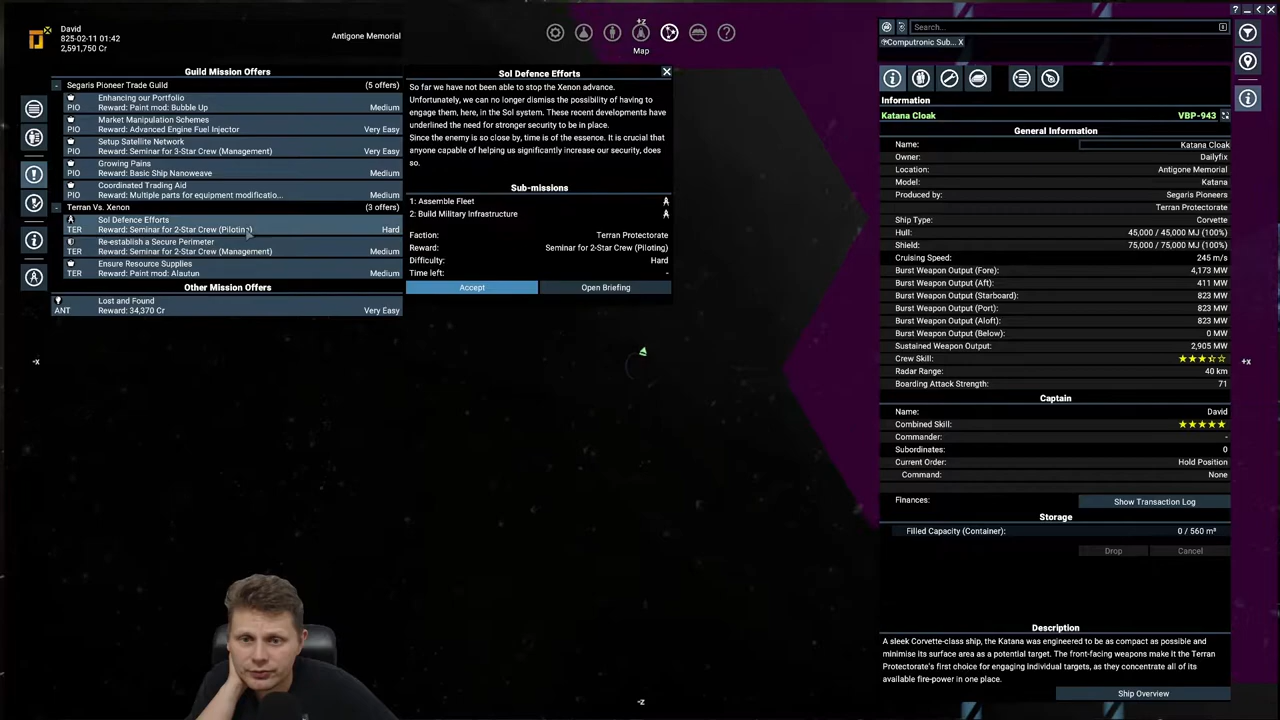 David
825-02-11 01:42
2,591,750 Cr
Antigone Memorial
+z
Map
?
Search...
Computronic Sub... X
Guild Mission Offers
Segaris Pioneer Trade Guild (5 offers)
Enhancing our Portfolio
PIO Reward: Paint mod: Bubble Up Medium
Market Manipulation Schemes
PIO Reward: Advanced Engine Fuel Injector Very Easy
Setup Satellite Network
PIO Reward: Seminar for 3-Star Crew (Management) Very Easy
Growing Pains
PIO Reward: Basic Ship Nanoweave Medium
Coordinated Trading Aid
PIO Reward: Multiple parts for equipment modificatio... Medium
Terran Vs. Xenon (3 offers)
Sol Defence Efforts
TER Reward: Seminar for 2-Star Crew (Piloting) Hard
Re-establish a Secure Perimeter
TER Reward: Seminar for 2-Star Crew (Management) Medium
Ensure Resource Supplies
TER Reward: Paint mod: Alautun Medium
Other Mission Offers
Lost and Found
ANT Reward: 34,370 Cr Very Easy
Sol Defence Efforts
So far we have not been able to stop the Xenon advance.
Unfortunately, we can no longer dismiss the possibility of having to
engage them, here, in the Sol system. These recent developments have
underlined the need for stronger security to be in place.
Since the enemy is so close by, time is of the essence. It is crucial that
anyone capable of helping us significantly increase our security, does
so.
Sub-missions
1: Assemble Fleet
2: Build Military Infrastructure
Faction: Terran Protectorate
Reward: Seminar for 2-Star Crew (Piloting)
Difficulty: Hard
Time left: -
Accept Open Briefing
Information
Katana Cloak VBP-943
General Information
Name: Katana Cloak
Owner: Dailyfix
Location: Antigone Memorial
Model: Katana
Produced by: Segaris Pioneers
Terran Protectorate
Ship Type: Corvette
Hull: 45,000 / 45,000 MJ (100%)
Shield: 75,000 / 75,000 MJ (100%)
Cruising Speed: 245 m/s
Burst Weapon Output (Fore): 4,173 MW
Burst Weapon Output (Aft): 411 MW
Burst Weapon Output (Starboard): 823 MW
Burst Weapon Output (Port): 823 MW
Burst Weapon Output (Aloft): 823 MW
Burst Weapon Output (Below): 0 MW
Sustained Weapon Output: 2,905 MW
Crew Skill:
Radar Range: 40 km
Boarding Attack Strength: 71
Captain
Name: David
Combined Skill:
Commander: -
Subordinates: 0
Current Order: Hold Position
Command: None
Finances: Show Transaction Log
Storage
Filled Capacity (Container): 0 / 560 m³
Drop Cancel
Description
A sleek Corvette-class ship, the Katana was engineered to be as compact as possible and
minimise its surface area as a potential target. The front-facing weapons make it the Terran
Protectorate's first choice for engaging individual targets, as they concentrate all of its
available fire-power in one place.
Ship Overview
-x
+x
-z